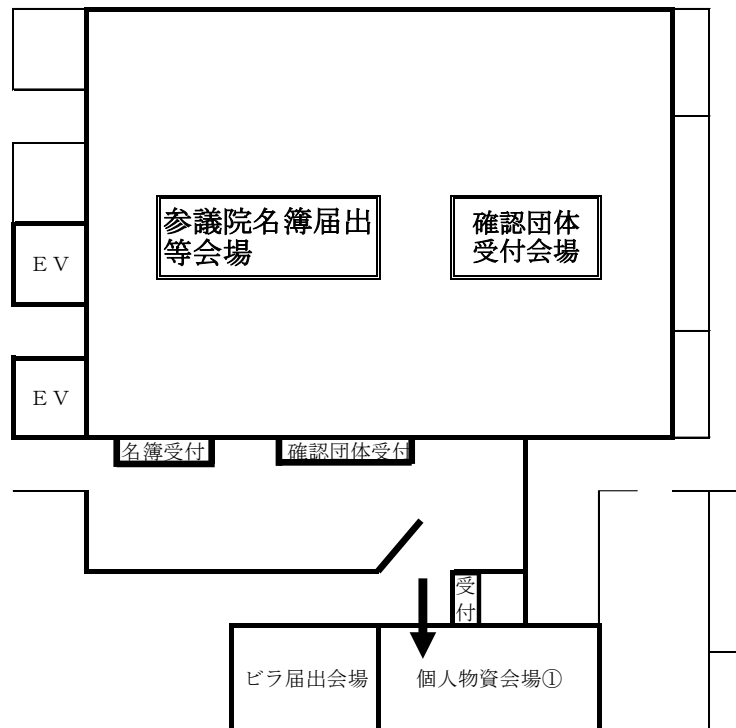 参議院名簿届出
等会場
確認団体
受付会場
ＥＶ
ＥＶ
名簿受付
確認団体受付
受
付
ビラ届出会場
個人物資会場①